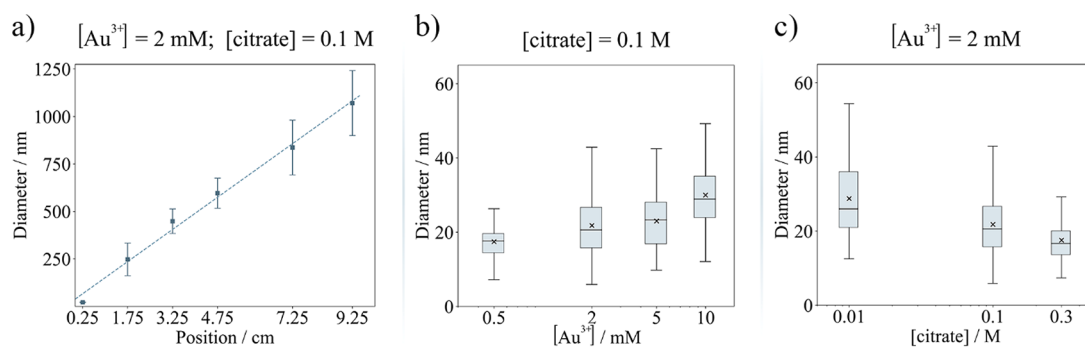 a)
[Au³⁺] = 2 mM; [citrate] = 0.1 M
Diameter / nm
1250
1000
750
500
250
0.25 1.75 3.25 4.75 7.25 9.25
Position / cm
b)
[citrate] = 0.1 M
Diameter / nm
60
40
20
0
0.5 2 5 10
[Au³⁺] / mM
c)
[Au³⁺] = 2 mM
Diameter / nm
60
40
20
0
0.01 0.1 0.3
[citrate] / M